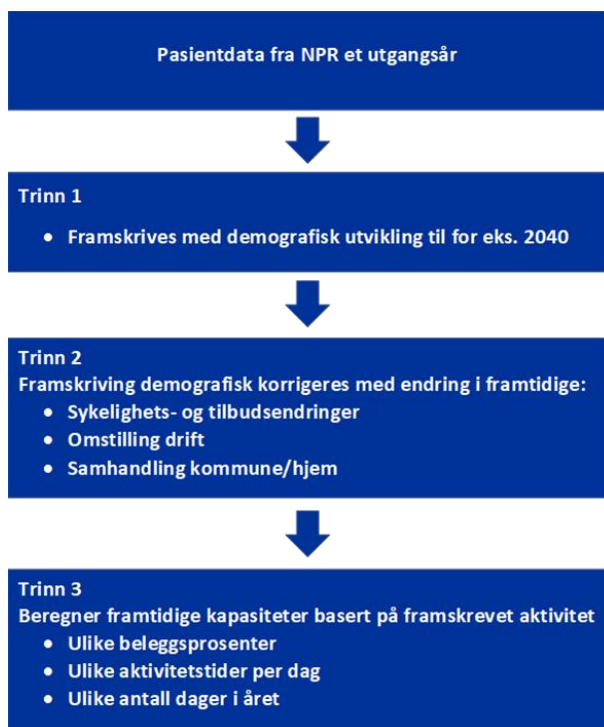 Pasientdata fra NPR et utgangsår
Trinn 1
• Framskrives med demografisk utvikling til for eks. 2040
Trinn 2
Framskriving demografisk korrigeres med endring i framtidige:
• Sykelighets- og tilbudsendringer
• Omstilling drift
• Samhandling kommune/hjem
Trinn 3
Beregner framtidige kapasiteter basert på framskrevet aktivitet
• Ulike beleggsprosenter
• Ulike aktivitetstider per dag
• Ulike antall dager i året